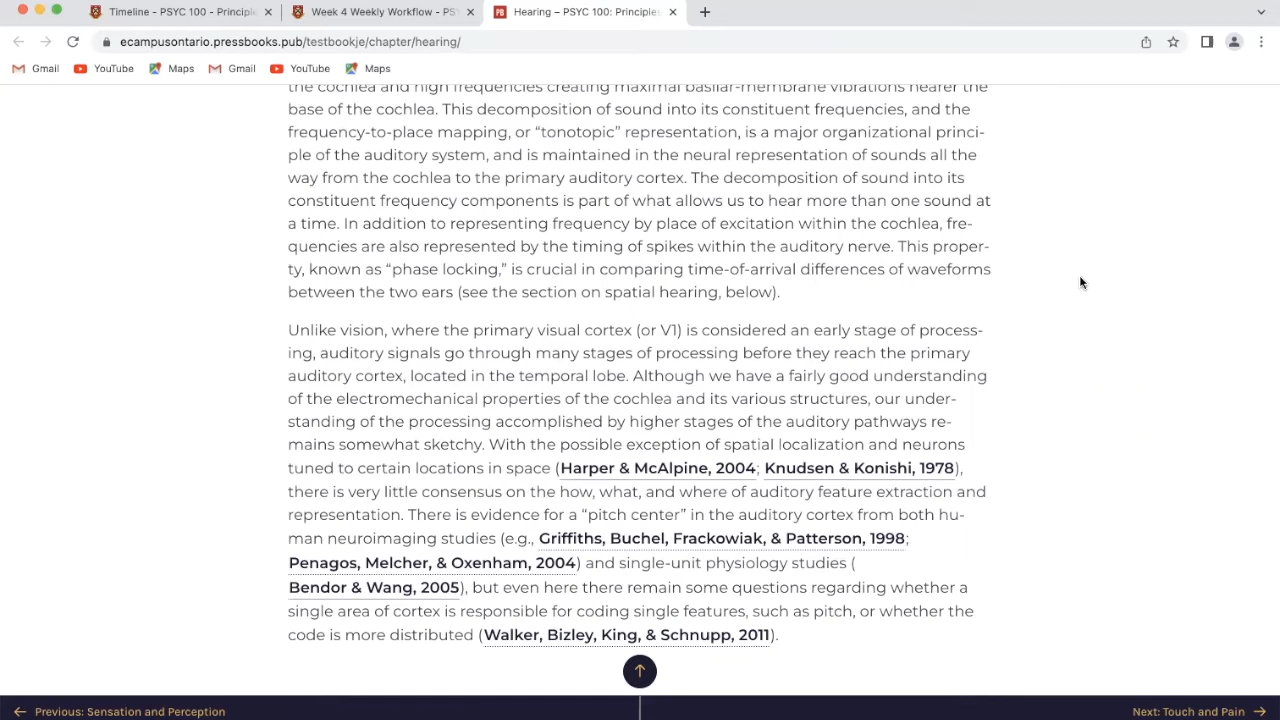 Timeline - PSYC 100 - Principle
Week 4 Weekly Workflow - PSY
Hearing – PSYC 100: Principles
ecampusontario.pressbooks.pub/testbookje/chapter/hearing/
Gmail YouTube Maps Gmail YouTube Maps
the cochlea and high frequencies creating maximal basilar-membrane vibrations nearer the
base of the cochlea. This decomposition of sound into its constituent frequencies, and the
frequency-to-place mapping, or “tonotopic” representation, is a major organizational princi-
ple of the auditory system, and is maintained in the neural representation of sounds all the
way from the cochlea to the primary auditory cortex. The decomposition of sound into its
constituent frequency components is part of what allows us to hear more than one sound at
a time. In addition to representing frequency by place of excitation within the cochlea, fre-
quencies are also represented by the timing of spikes within the auditory nerve. This proper-
ty, known as “phase locking,” is crucial in comparing time-of-arrival differences of waveforms
between the two ears (see the section on spatial hearing, below).
Unlike vision, where the primary visual cortex (or V1) is considered an early stage of process-
ing, auditory signals go through many stages of processing before they reach the primary
auditory cortex, located in the temporal lobe. Although we have a fairly good understanding
of the electromechanical properties of the cochlea and its various structures, our under-
standing of the processing accomplished by higher stages of the auditory pathways re-
mains somewhat sketchy. With the possible exception of spatial localization and neurons
tuned to certain locations in space (Harper & McAlpine, 2004; Knudsen & Konishi, 1978),
there is very little consensus on the how, what, and where of auditory feature extraction and
representation. There is evidence for a “pitch center” in the auditory cortex from both hu-
man neuroimaging studies (e.g., Griffiths, Buchel, Frackowiak, & Patterson, 1998;
Penagos, Melcher, & Oxenham, 2004) and single-unit physiology studies (
Bendor & Wang, 2005), but even here there remain some questions regarding whether a
single area of cortex is responsible for coding single features, such as pitch, or whether the
code is more distributed (Walker, Bizley, King, & Schnupp, 2011).
Previous: Sensation and Perception
Next: Touch and Pain